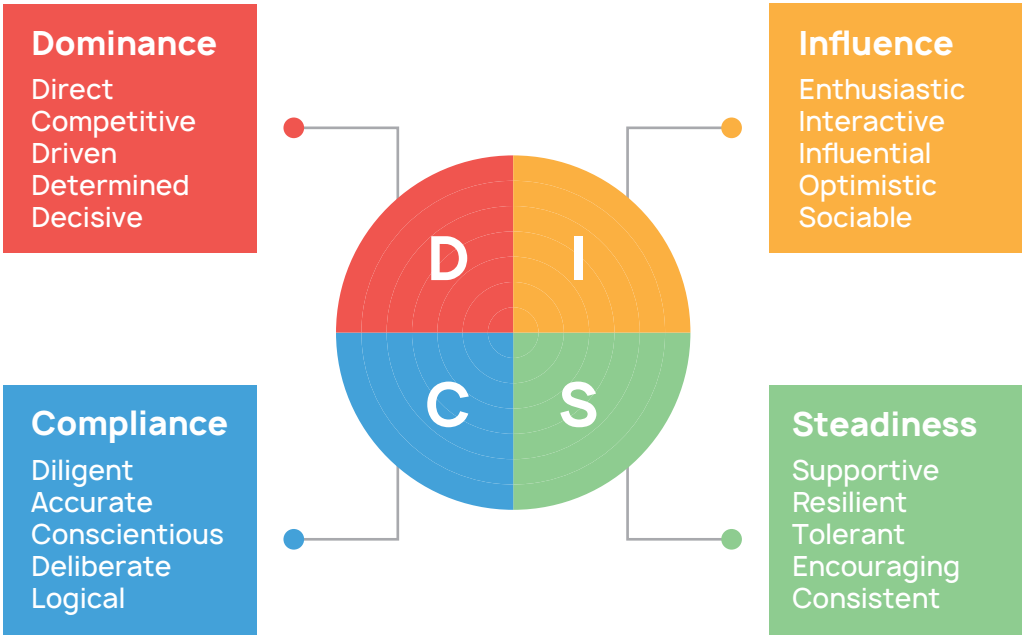 Dominance
Direct
Competitive
Driven
Determined
Decisive
Influence
Enthusiastic
Interactive
Influential
Optimistic
Sociable
D
I
C
S
Compliance
Diligent
Accurate
Conscientious
Deliberate
Logical
Steadiness
Supportive
Resilient
Tolerant
Encouraging
Consistent